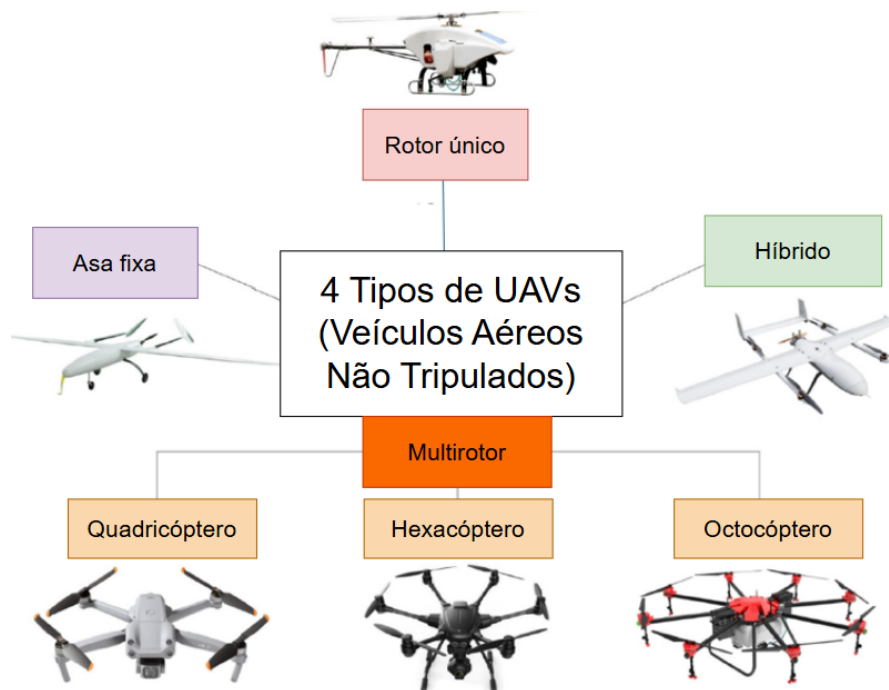 Rotor único
Asa fixa
Híbrido
4 Tipos de UAVs
(Veículos Aéreos
Não Tripulados)
Multirotor
Quadricóptero
Hexacóptero
Octocóptero